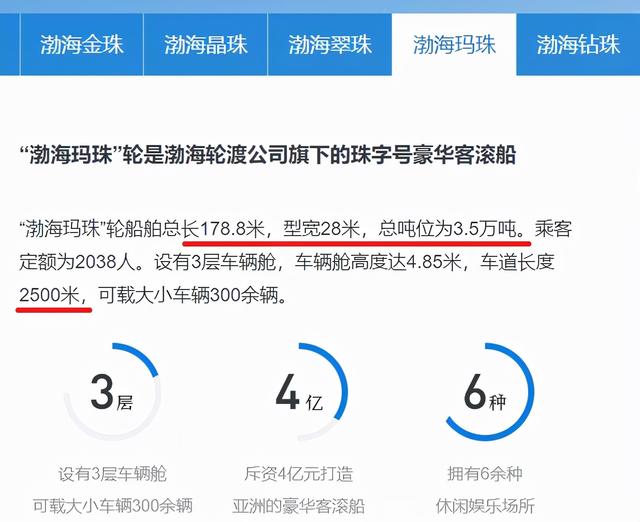 渤海金珠 渤海晶珠 渤海翠珠 渤海玛珠 渤海钻珠
“渤海玛珠”轮是渤海轮渡公司旗下的珠字号豪华客滚船
“渤海玛珠”轮船舶总长178.8米，型宽28米，总吨位为3.5万吨。乘客
定额为2038人。设有3层车辆舱，车辆舱高度达4.85米，车道长度
2500米，可载大小车辆300余辆。
3层 4亿 6种
设有3层车辆舱 斥资4亿元打造 拥有6余种
可载大小车辆300余辆 亚洲的豪华客滚船 休闲娱乐场所